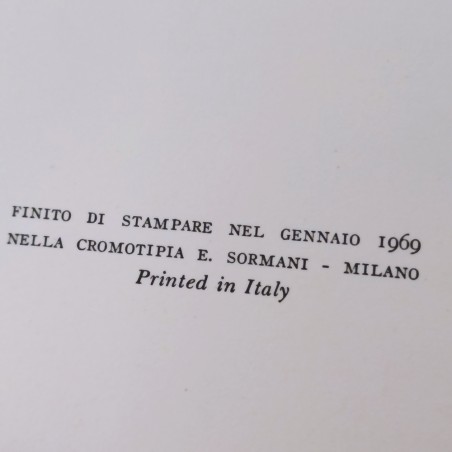 FINITO DI STAMPARE NEL GENNAIO 1969
NELLA CROMOTIPIA E. SORMANI - MILANO
Printed in Italy